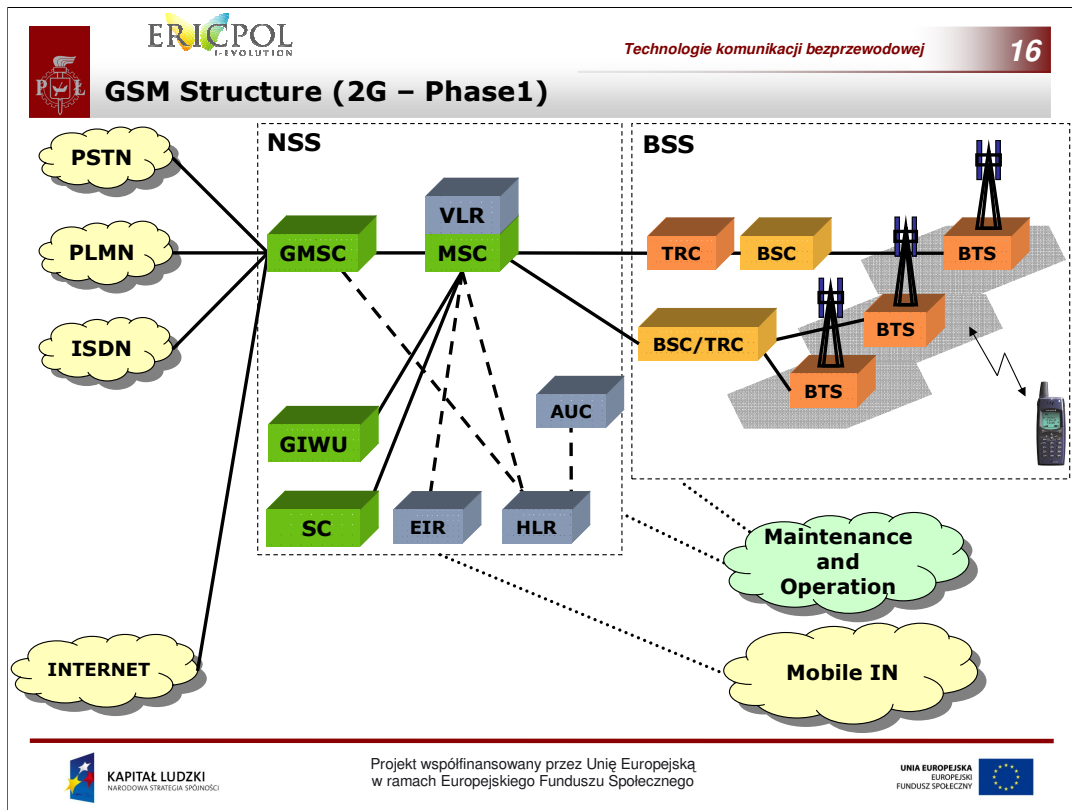 ERICPOL
I-EVOLUTION
Technologie komunikacji bezprzewodowej
16
P Ł
GSM Structure (2G – Phase1)
NSS
BSS
PSTN
PLMN
ISDN
INTERNET
GMSC
VLR
MSC
TRC
BSC
BTS
BSC/TRC
BTS
BTS
GIWU
AUC
SC
EIR
HLR
Maintenance
and
Operation
Mobile IN
KAPITAŁ LUDZKI
NARODOWA STRATEGIA SPÓJNOŚCI
Projekt współfinansowany przez Unię Europejską
w ramach Europejskiego Funduszu Społecznego
UNIA EUROPEJSKA
EUROPEJSKI
FUNDUSZ SPOŁECZNY